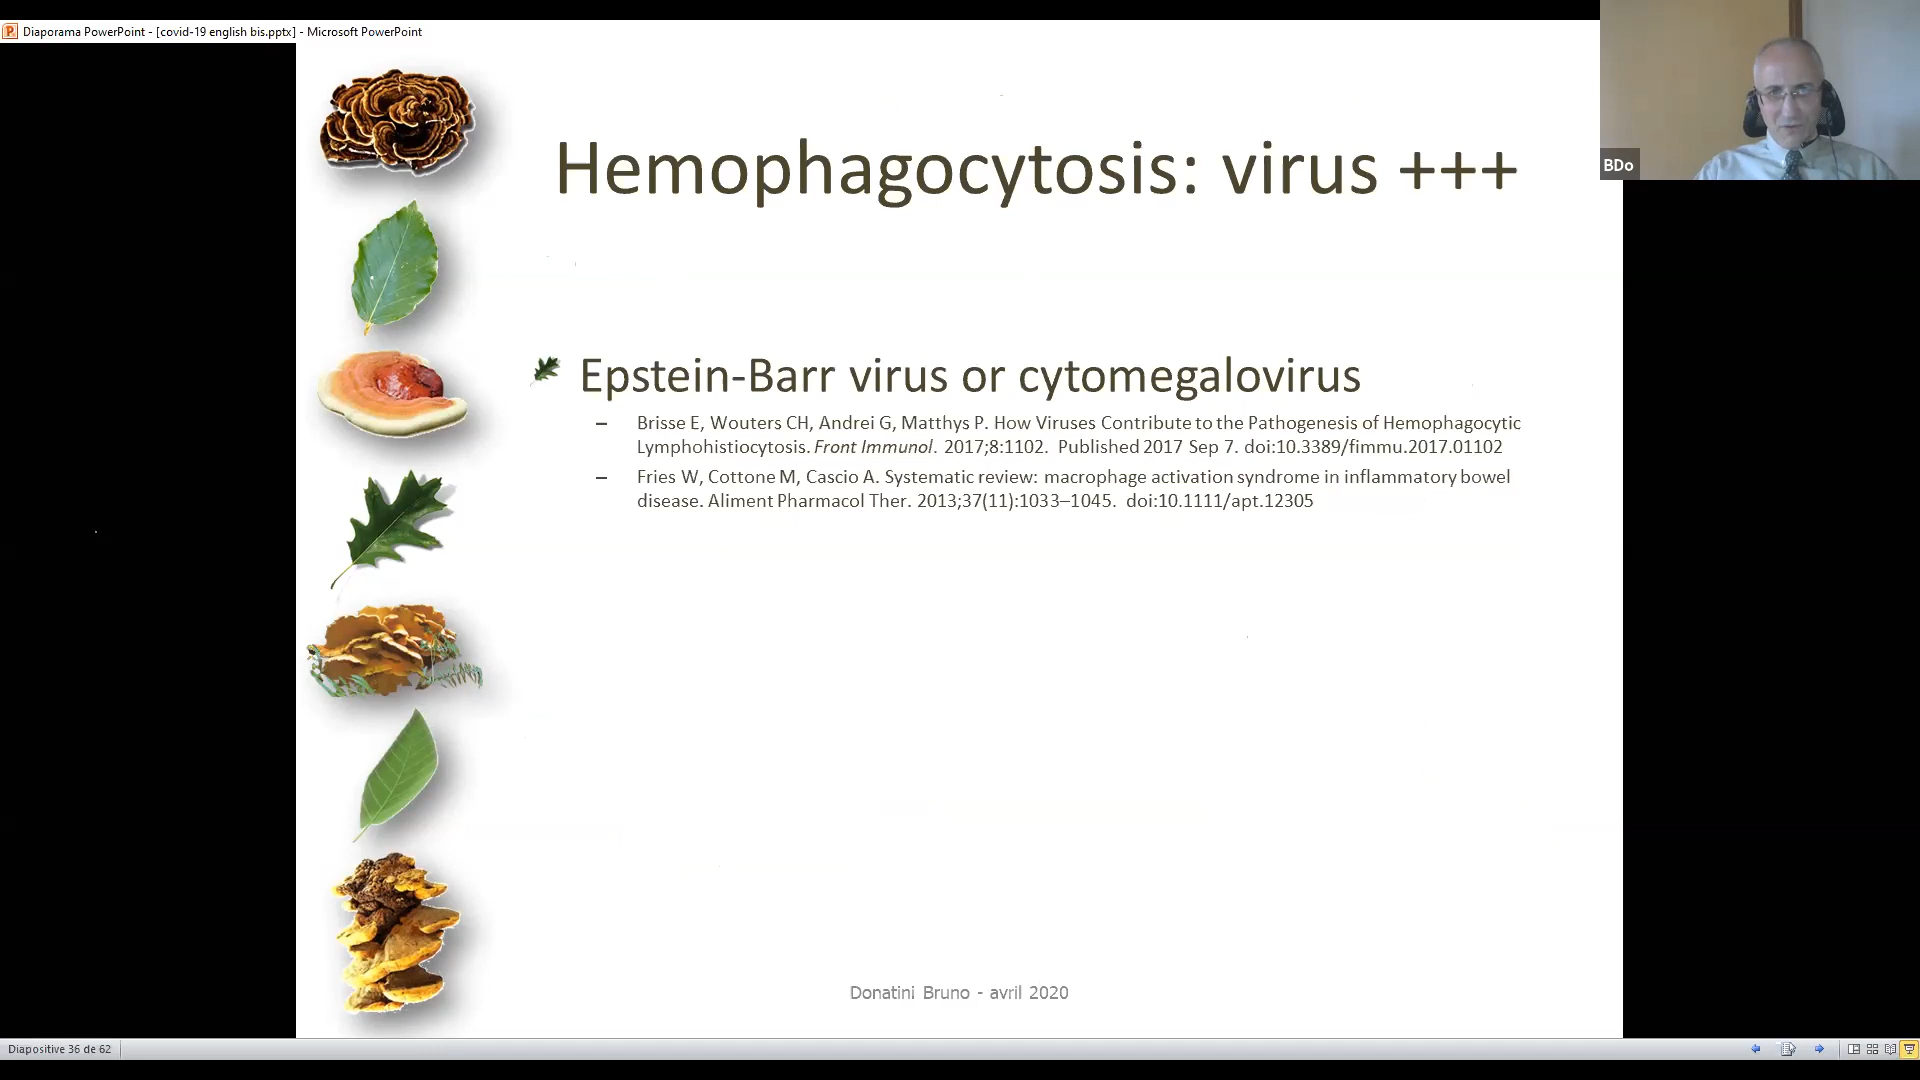 Diaporama PowerPoint - [covid-19 english bis.pptx] - Microsoft PowerPoint
BDo
Hemophagocytosis: virus +++
Epstein-Barr virus or cytomegalovirus
– Brisse E, Wouters CH, Andrei G, Matthys P. How Viruses Contribute to the Pathogenesis of Hemophagocytic
Lymphohistiocytosis. Front Immunol. 2017;8:1102. Published 2017 Sep 7. doi:10.3389/fimmu.2017.01102
– Fries W, Cottone M, Cascio A. Systematic review: macrophage activation syndrome in inflammatory bowel
disease. Aliment Pharmacol Ther. 2013;37(11):1033–1045. doi:10.1111/apt.12305
Donatini Bruno - avril 2020
Diapositive 36 de 62